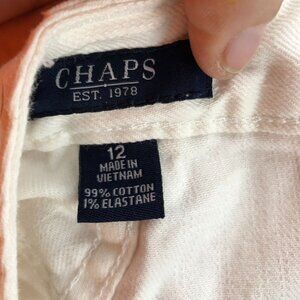 CHAPS
EST. 1978
12
MADE IN
VIETNAM
99% COTTON
1% ELASTANE